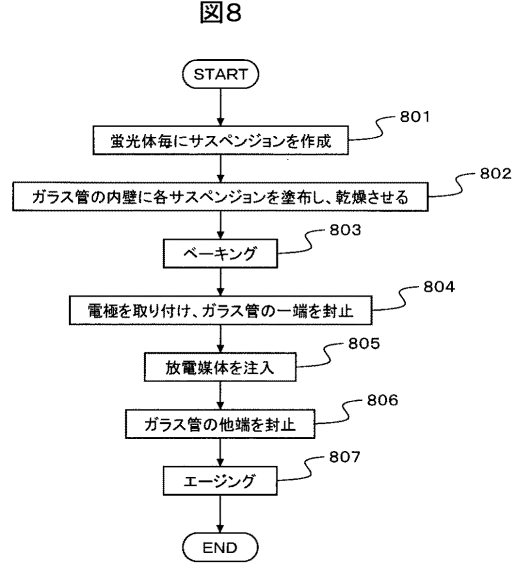 図8
START
蛍光体毎にサスペンションを作成
801
ガラス管の内壁に各サスペンションを塗布し、乾燥させる
802
ベーキング
803
電極を取り付け、ガラス管の一端を封止
804
放電媒体を注入
805
ガラス管の他端を封止
806
エージング
807
END